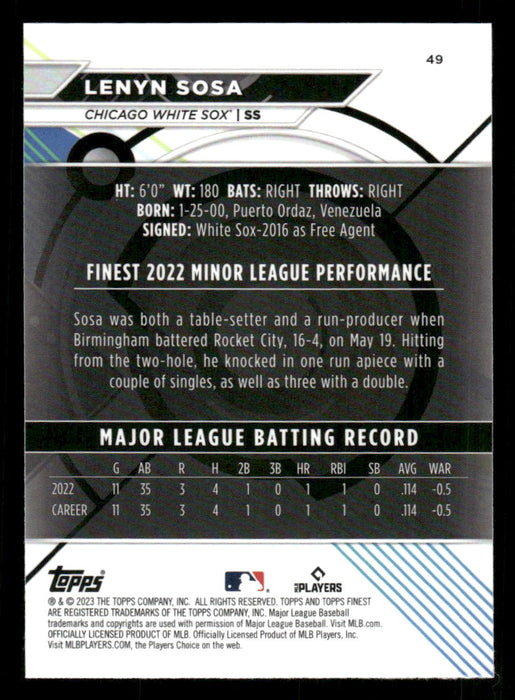 49
LENYN SOSA
CHICAGO WHITE SOX® | SS
HT: 6'0" WT: 180 BATS: RIGHT THROWS: RIGHT
BORN: 1-25-00, Puerto Ordaz, Venezuela
SIGNED: White Sox-2016 as Free Agent
FINEST 2022 MINOR LEAGUE PERFORMANCE
Sosa was both a table-setter and a run-producer when
Birmingham battered Rocket City, 16-4, on May 19. Hitting
from the two-hole, he knocked in one run apiece with a
couple of singles, as well as three with a double.
MAJOR LEAGUE BATTING RECORD
G AB R H 2B 3B HR RBI SB AVG WAR
2022 11 35 3 4 1 0 1 1 0 .114 -0.5
CAREER 11 35 3 4 1 0 1 1 0 .114 -0.5
topps
MLB PLAYERS
® & © 2023 THE TOPPS COMPANY, INC. ALL RIGHTS RESERVED. TOPPS AND TOPPS FINEST
ARE REGISTERED TRADEMARKS OF THE TOPPS COMPANY, INC. Major League Baseball
trademarks and copyrights are used with permission of Major League Baseball. Visit MLB.com.
OFFICIALLY LICENSED PRODUCT OF MLB. Officially Licensed Product of MLB Players, Inc.
Visit MLBPLAYERS.COM, the Players Choice on the web.